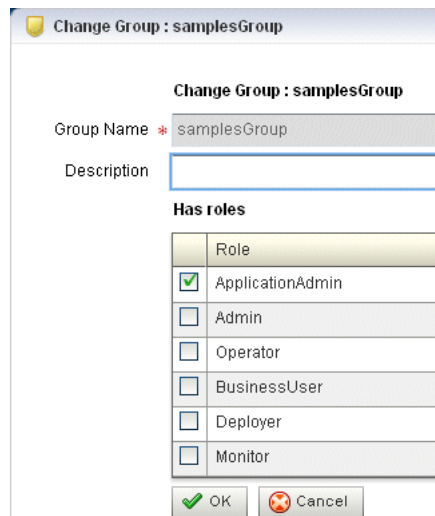 Change Group : samplesGroup
Change Group : samplesGroup
Group Name * samplesGroup
Description
Has roles
Role
ApplicationAdmin
Admin
Operator
BusinessUser
Deployer
Monitor
OK Cancel